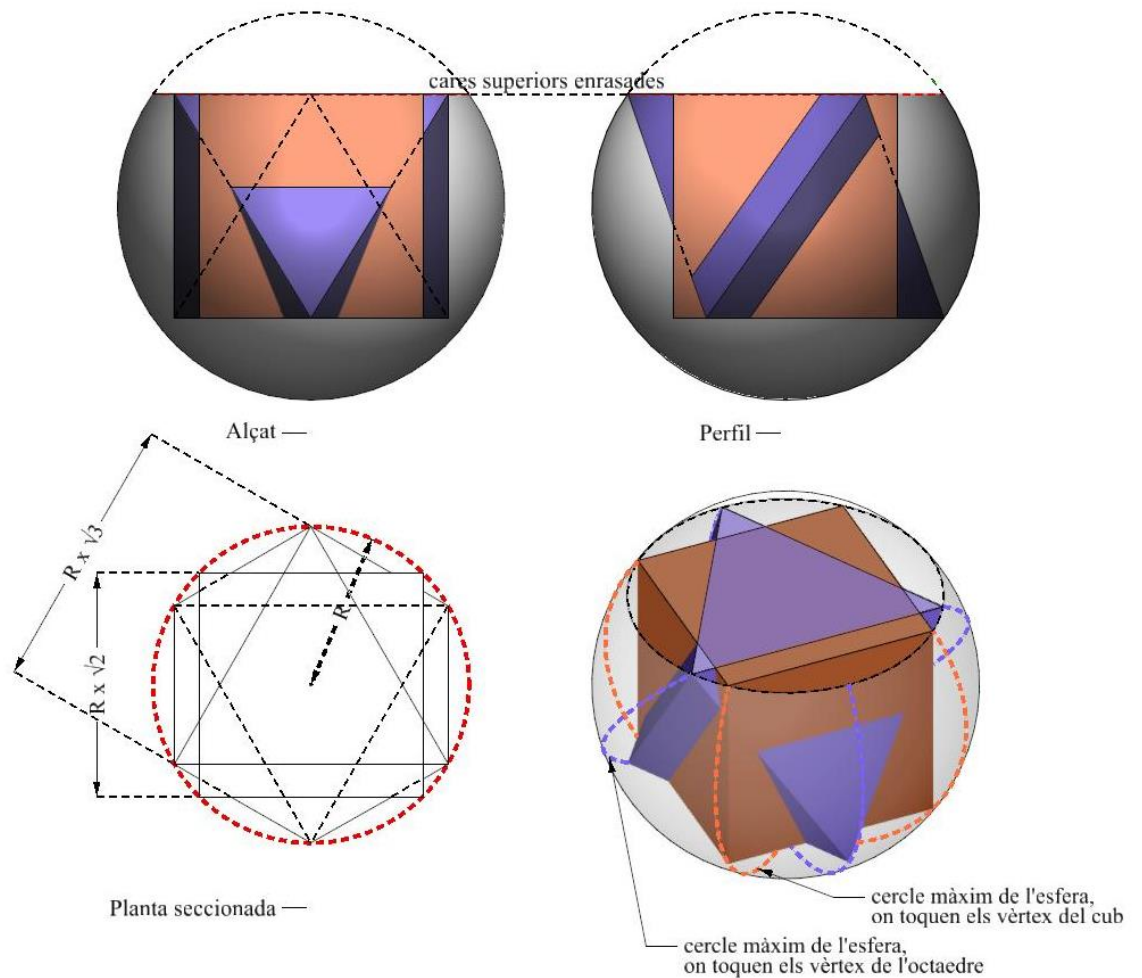 cares superiors enrasades
Alçat
Perfil
R x √3
R x √2
R
Planta seccionada
cercle màxim de l'esfera,
on toquen els vèrtex del cub
cercle màxim de l'esfera,
on toquen els vèrtex de l'octaedre